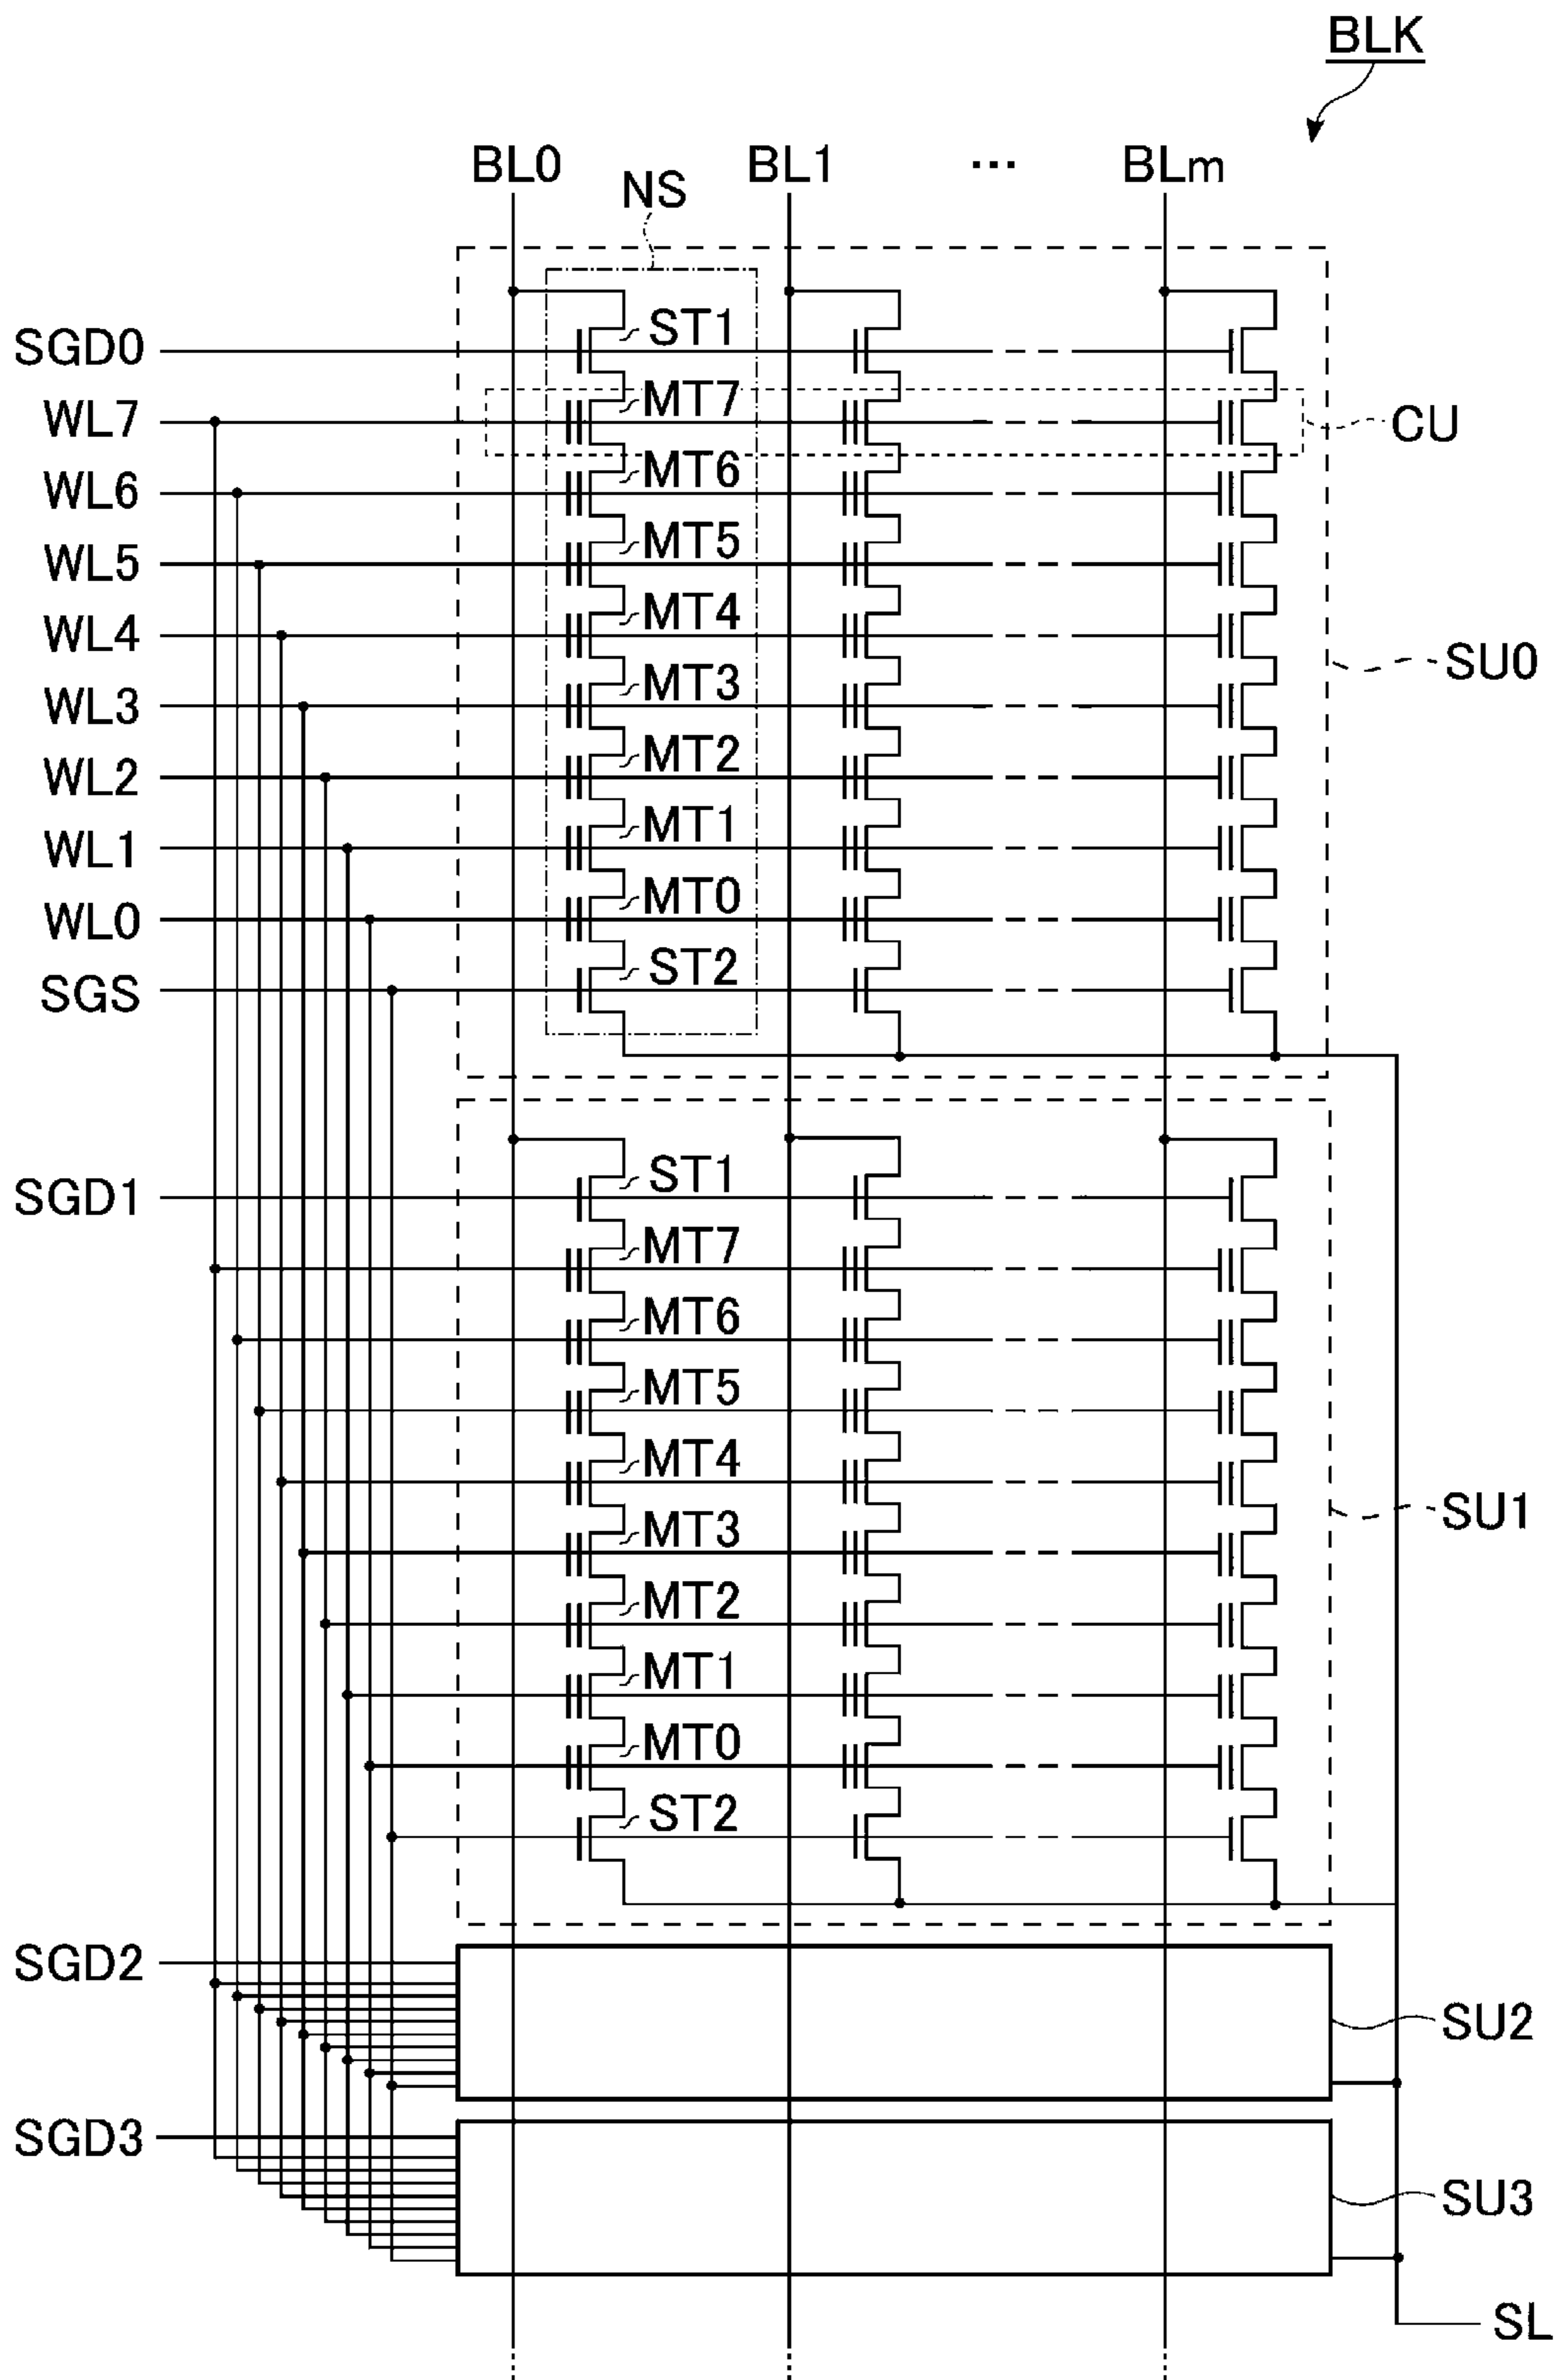 BLK
BL0 BL1 ... BLm
NS
SGD0 ST1
WL7 MT7 CU
WL6 MT6
WL5 MT5
WL4 MT4
SU0
WL3 MT3
WL2 MT2
WL1 MT1
WL0 MT0
SGS ST2
SGD1 ST1
MT7
MT6
MT5
MT4
SU1
MT3
MT2
MT1
MT0
ST2
SGD2
SU2
SGD3
SU3
SL